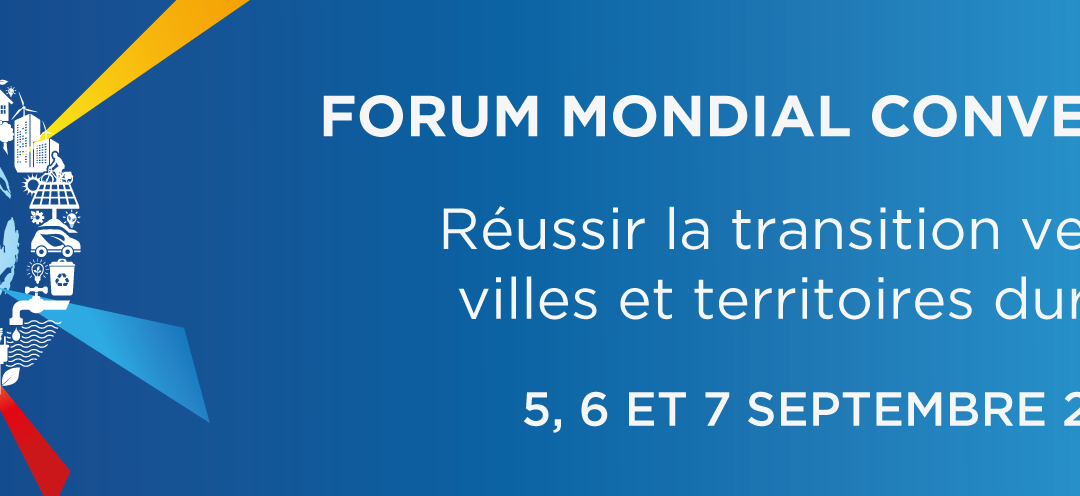 FORUM MONDIAL CONVE
Réussir la transition ve
villes et territoires dur
5, 6 ET 7 SEPTEMBRE 2